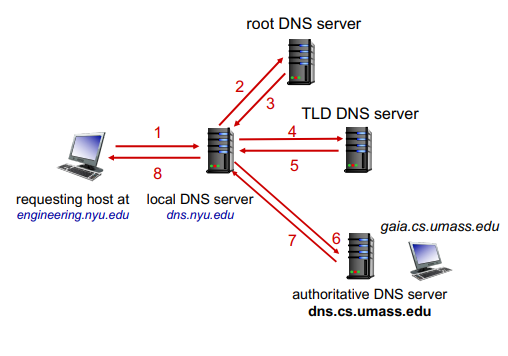 root DNS server
2
3
TLD DNS server
1
4
8
5
requesting host at
engineering.nyu.edu
local DNS server
dns.nyu.edu
6
7
gaia.cs.umass.edu
authoritative DNS server
dns.cs.umass.edu